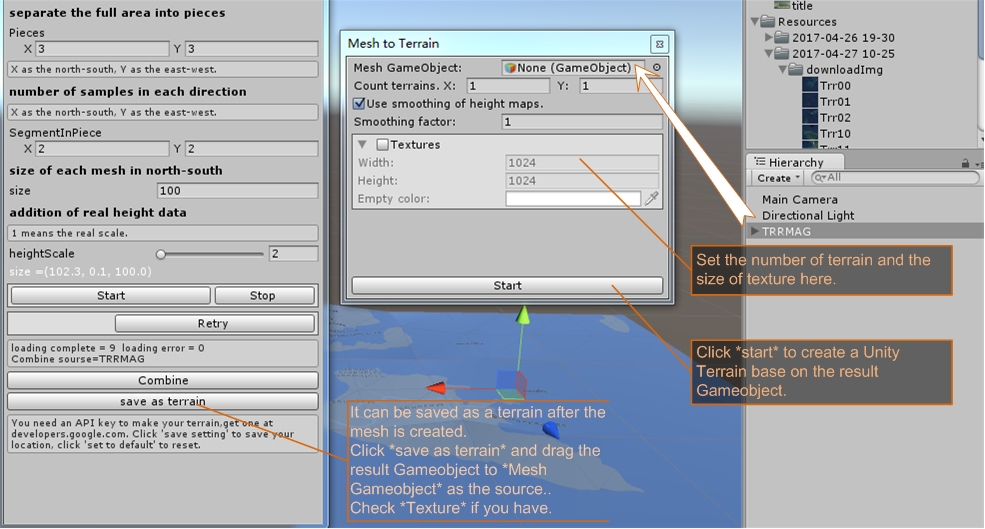 separate the full area into pieces
Pieces
X 3 Y 3
X as the north-south, Y as the east-west.
number of samples in each direction
X as the north-south, Y as the east-west.
SegmentInPiece
X 2 Y 2
size of each mesh in north-south
size 100
addition of real height data
1 means the real scale.
heightScale 2
size =(102.3, 0.1, 100.0)
Start Stop
Retry
loading complete = 9 loading error = 0
Combine sourse=TRRMAG
Combine
save as terrain
You need an API key to make your terrain,get one at
developers.google.com. Click 'save setting' to save your
location, click 'set to default' to reset.
Mesh to Terrain
Mesh GameObject: None (GameObject)
Count terrains. X: 1 Y: 1
Use smoothing of height maps.
Smoothing factor: 1
Textures
Width: 1024
Height: 1024
Empty color:
Start
It can be saved as a terrain after the
mesh is created.
Click *save as terrain* and drag the
result Gameobject to *Mesh
Gameobject* as the source..
Check *Texture* if you have.
title
Resources
2017-04-26 19-30
2017-04-27 10-25
downloadImg
Trr00
Trr01
Trr02
Trr10
Trr11
Hierarchy
Create All
Main Camera
Directional Light
TRRMAG
Set the number of terrain and the
size of texture here.
Click *start* to create a Unity
Terrain base on the result
Gameobject.